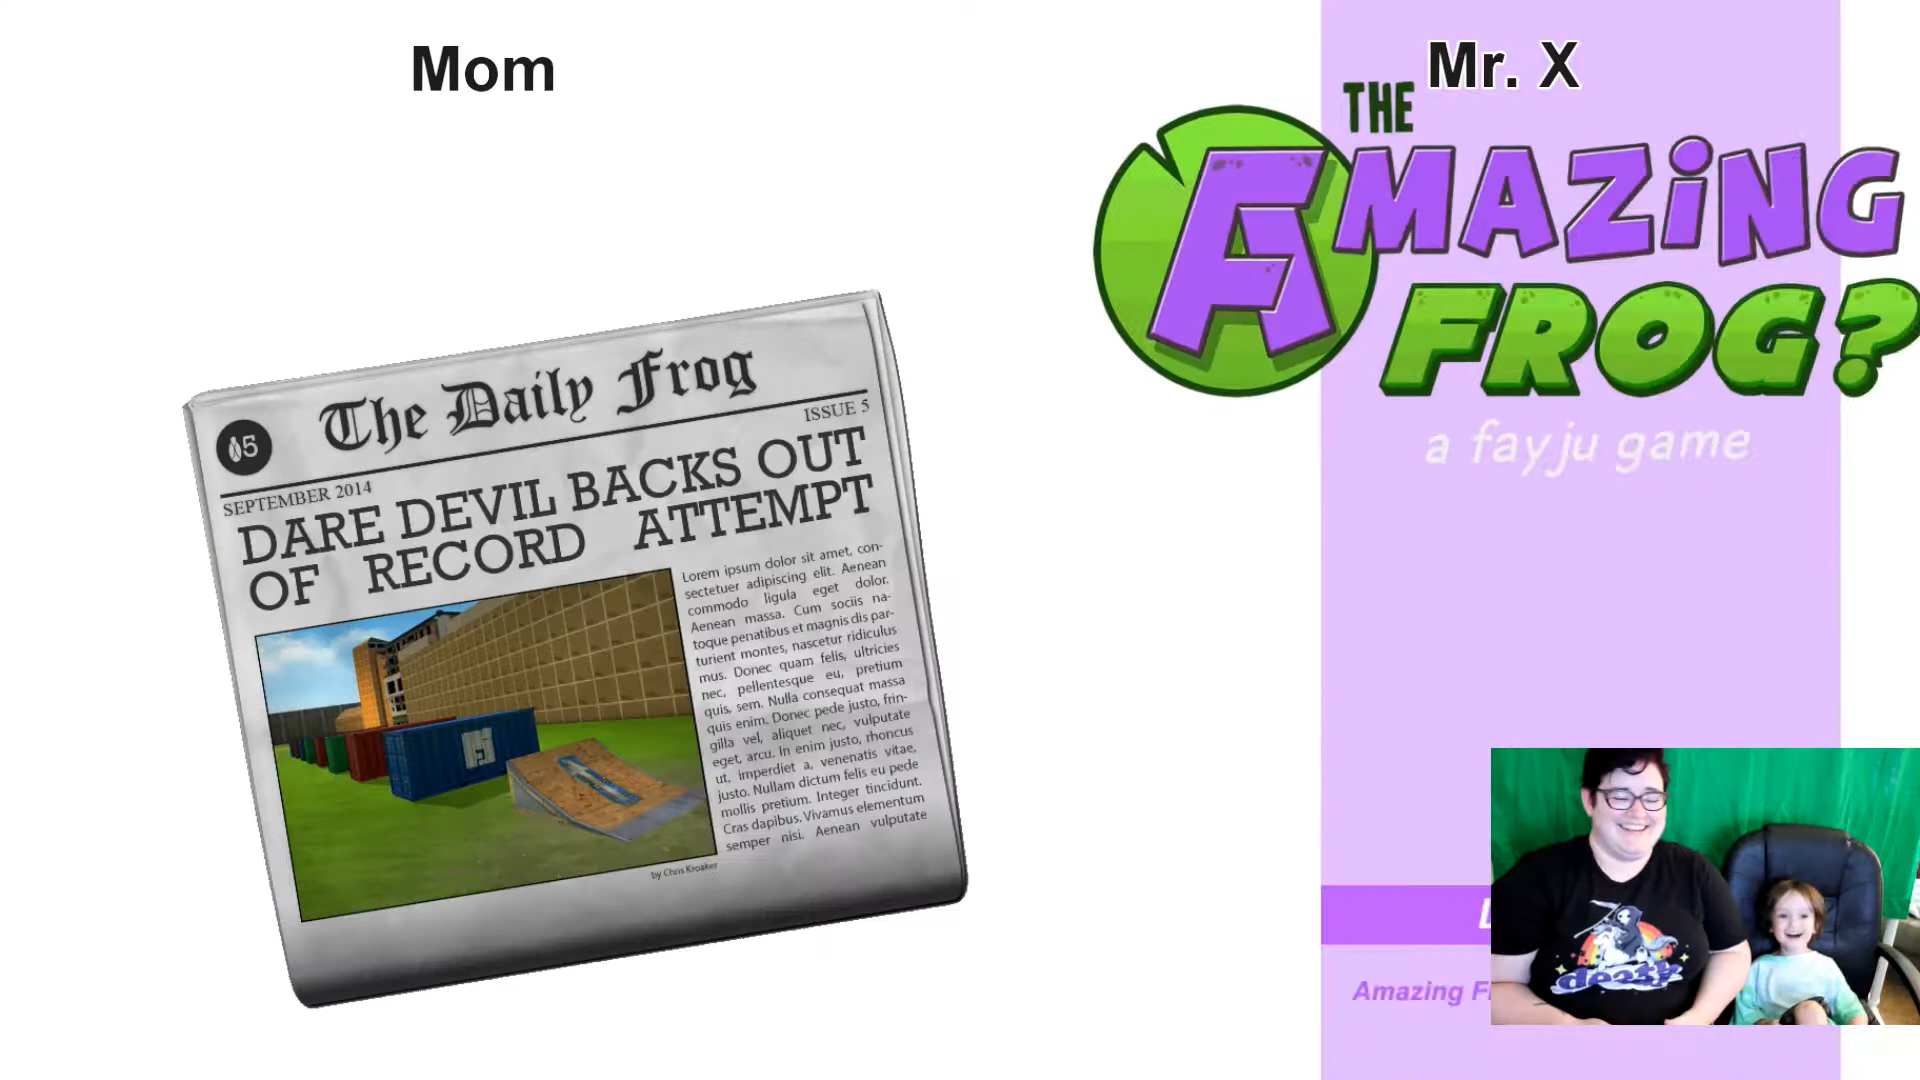 Mom
Mr. X
THE
AMAZiNG
FROG?
a fayju game
The Daily Frog
5
ISSUE 5
SEPTEMBER 2014
DARE DEVIL BACKS OUT
OF RECORD ATTEMPT
Lorem ipsum dolor sit amet, con-
sectetuer adipiscing elit. Aenean
commodo ligula eget dolor.
Aenean massa. Cum sociis na-
toque penatibus et magnis dis par-
turient montes, nascetur ridiculus
mus. Donec quam felis, ultricies
nec, pellentesque eu, pretium
quis, sem. Nulla consequat massa
quis enim. Donec pede justo, frin-
gilla vel, aliquet nec, vulputate
eget, arcu. In enim justo, rhoncus
ut, imperdiet a, venenatis vitae,
justo. Nullam dictum felis eu pede
mollis pretium. Integer tincidunt.
Cras dapibus. Vivamus elementum
semper nisi. Aenean vulputate
by Chris Kroaker
death
Amazing